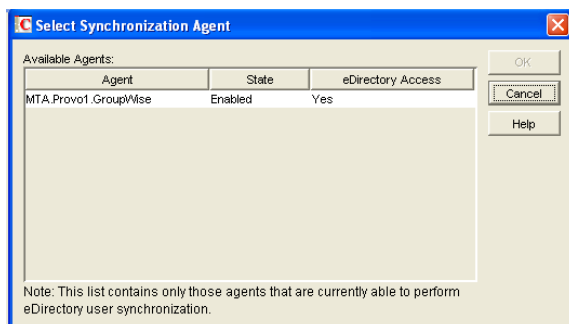 Select Synchronization Agent
Available Agents:
Agent State eDirectory Access
MTA.Provo1.GroupWise Enabled Yes
OK
Cancel
Help
Note: This list contains only those agents that are currently able to perform
eDirectory user synchronization.